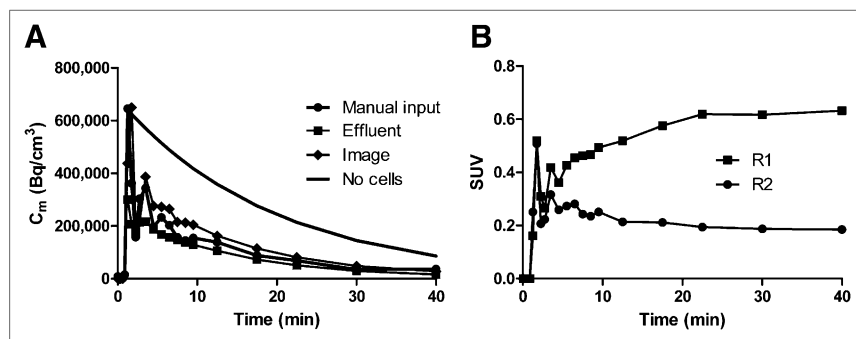 A
800,000
600,000
400,000
200,000
0
Cm (Bq/cm³)
0 10 20 30 40
Time (min)
Manual input
Effluent
Image
No cells
B
0.8
0.6
0.4
0.2
0.0
SUV
0 10 20 30 40
Time (min)
R1
R2